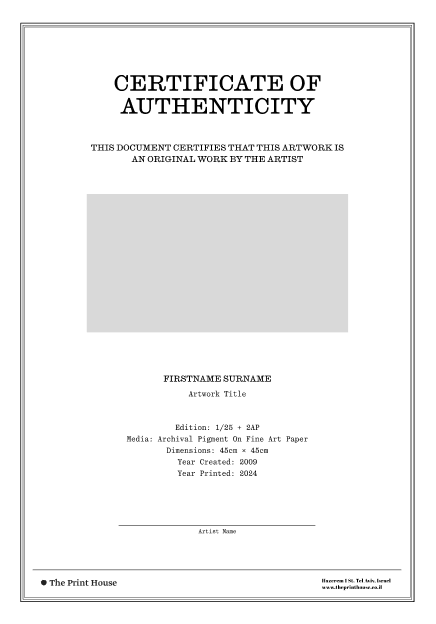 CERTIFICATE OF
AUTHENTICITY
THIS DOCUMENT CERTIFIES THAT THIS ARTWORK IS
AN ORIGINAL WORK BY THE ARTIST
FIRSTNAME SURNAME
Artwork Title
Edition: 1/25 + 2AP
Media: Archival Pigment On Fine Art Paper
Dimensions: 45cm × 45cm
Year Created: 2009
Year Printed: 2024
Artist Name
The Print House
Hazerem 1 St. Tel Aviv, Israel
www.theprinthouse.co.il